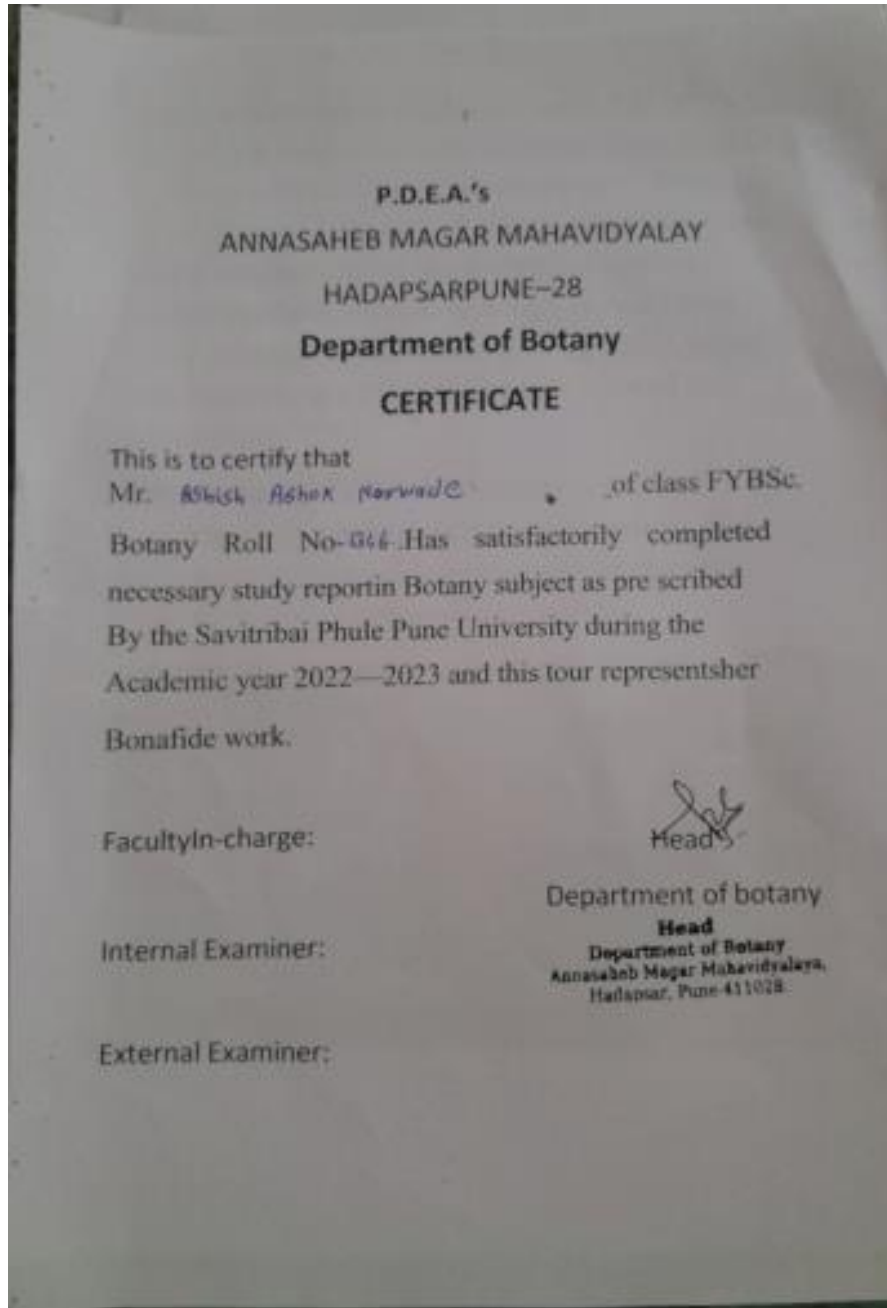 P.D.E.A.'s
ANNASAHEB MAGAR MAHAVIDYALAY
HADAPSARPUNE–28
Department of Botany
CERTIFICATE
This is to certify that
Mr. Ashish Ashok Narwade of class FYBSc.
Botany Roll No- Has satisfactorily completed
necessary study reportin Botany subject as pre scribed
By the Savitribai Phule Pune University during the
Academic year 2022—2023 and this tour representsher
Bonafide work.
FacultyIn-charge:
Head
Department of botany
Head
Department of Botany
Annasaheb Magar Mahavidyalaya,
Hadapsar, Pune-411028.
Internal Examiner:
External Examiner: